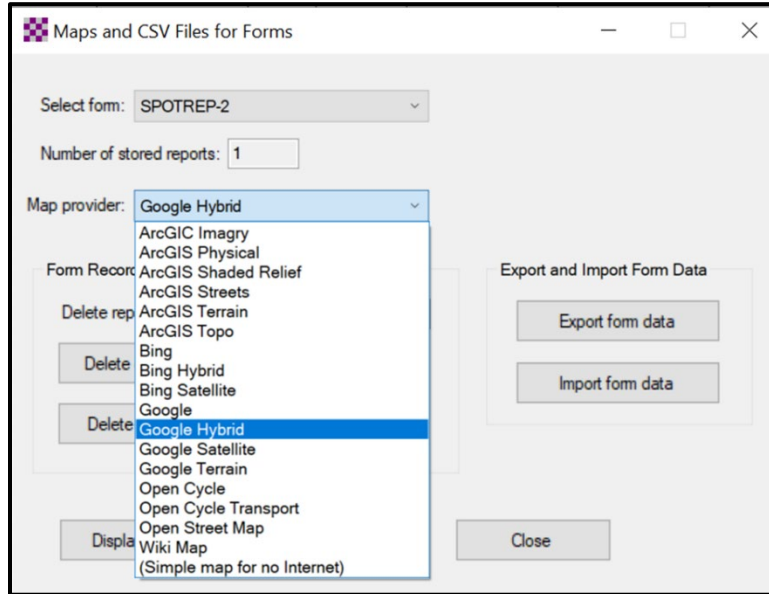 Maps and CSV Files for Forms
Select form: SPOTREP-2
Number of stored reports: 1
Map provider: Google Hybrid
ArcGIC Imagry
ArcGIS Physical
ArcGIS Shaded Relief
ArcGIS Streets
ArcGIS Terrain
ArcGIS Topo
Bing
Bing Hybrid
Bing Satellite
Google
Google Hybrid
Google Satellite
Google Terrain
Open Cycle
Open Cycle Transport
Open Street Map
Wiki Map
(Simple map for no Internet)
Form Recor
Delete rep
Delete
Delete
Displa
Export and Import Form Data
Export form data
Import form data
Close